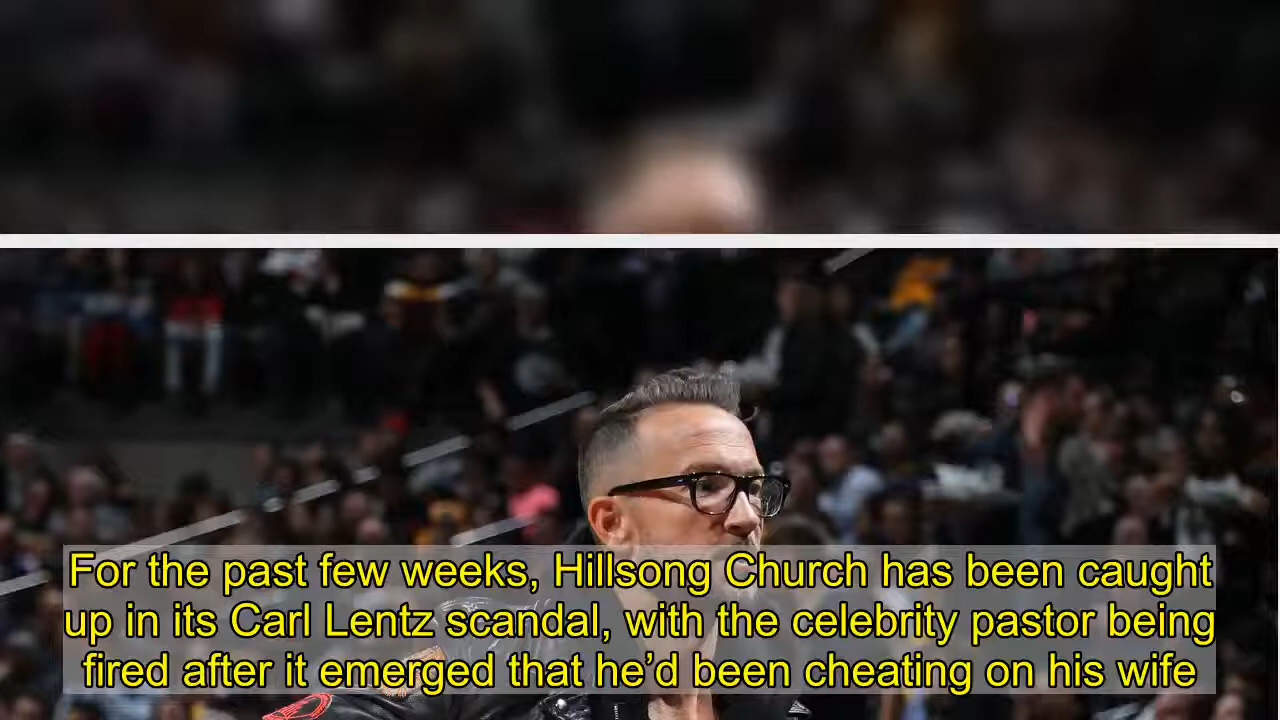 For the past few weeks, Hillsong Church has been caught
up in its Carl Lentz scandal, with the celebrity pastor being
fired after it emerged that he’d been cheating on his wife